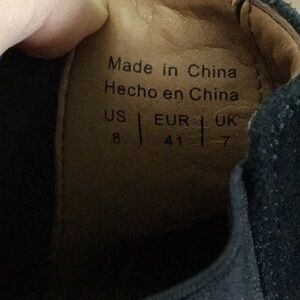 Made in China
Hecho en China
US | EUR | UK
8 | 41 | 7